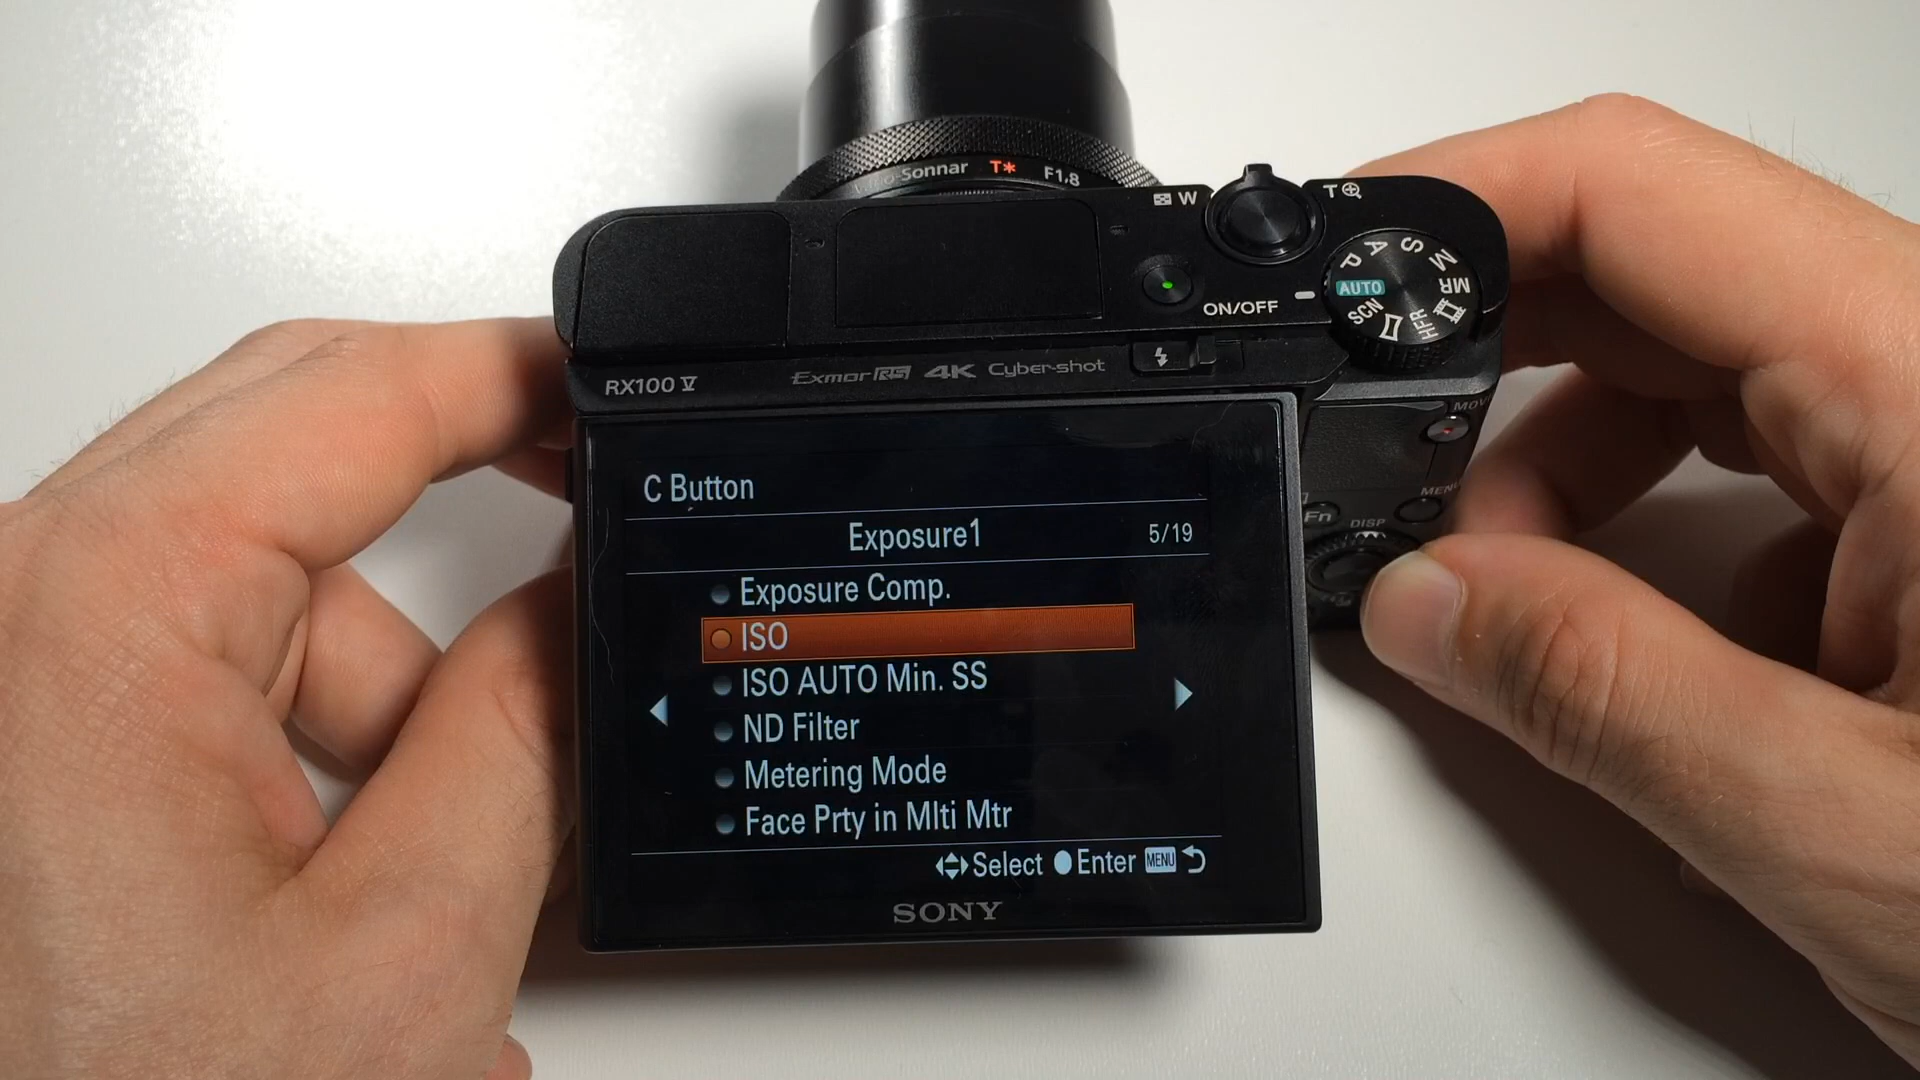 -Sonnar T* F1.8
W T
ON/OFF
A S M MR HFR SCN AUTO P
RX100 V Exmor RS 4K Cyber-shot
MENU
Fn DISP
C Button
Exposure1 5/19
Exposure Comp.
ISO
ISO AUTO Min. SS
ND Filter
Metering Mode
Face Prty in Mlti Mtr
Select Enter MENU
SONY